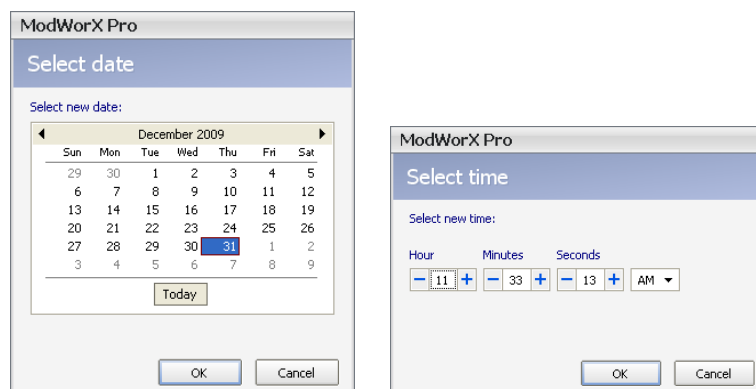 ModWorX Pro
Select date
Select new date:
December 2009
Sun Mon Tue Wed Thu Fri Sat
29 30 1 2 3 4 5
6 7 8 9 10 11 12
13 14 15 16 17 18 19
20 21 22 23 24 25 26
27 28 29 30 31 1 2
3 4 5 6 7 8 9
Today
OK Cancel
ModWorX Pro
Select time
Select new time:
Hour Minutes Seconds
− 11 + − 33 + − 13 + AM
OK Cancel